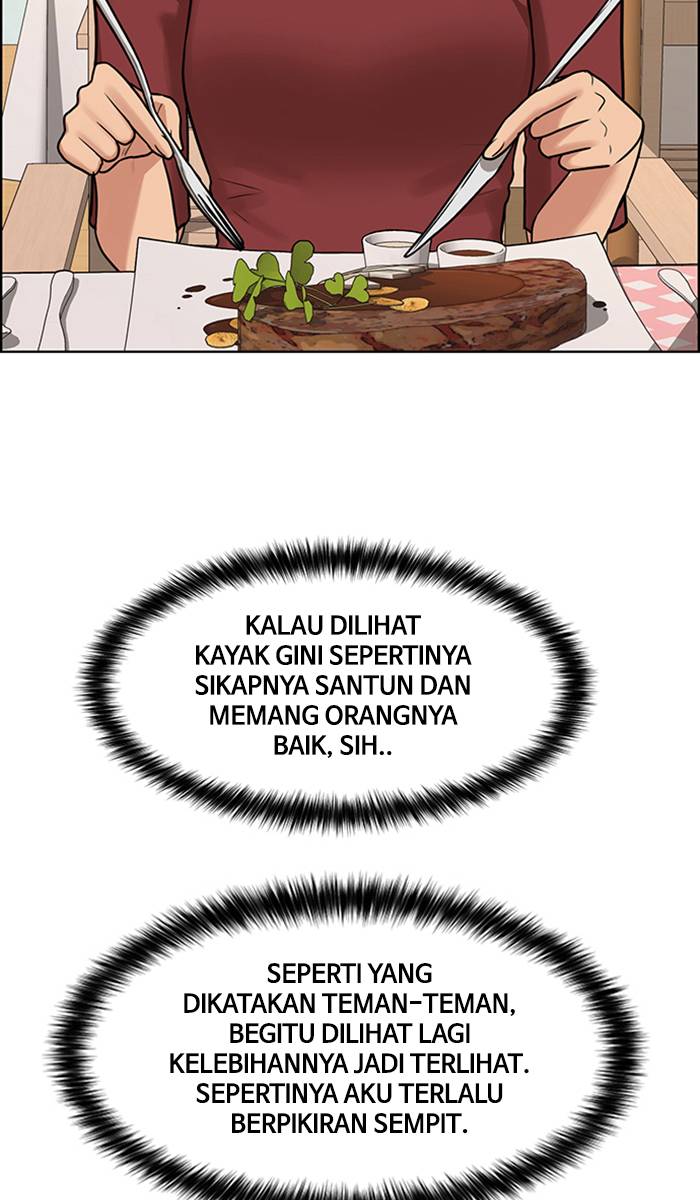 KALAU DILIHAT
KAYAK GINI SEPERTINYA
SIKAPNYA SANTUN DAN
MEMANG ORANGNYA
BAIK, SIH..
SEPERTI YANG
DIKATAKAN TEMAN-TEMAN,
BEGITU DILIHAT LAGI
KELEBIHANNYA JADI TERLIHAT.
SEPERTINYA AKU TERLALU
BERPIKIRAN SEMPIT.